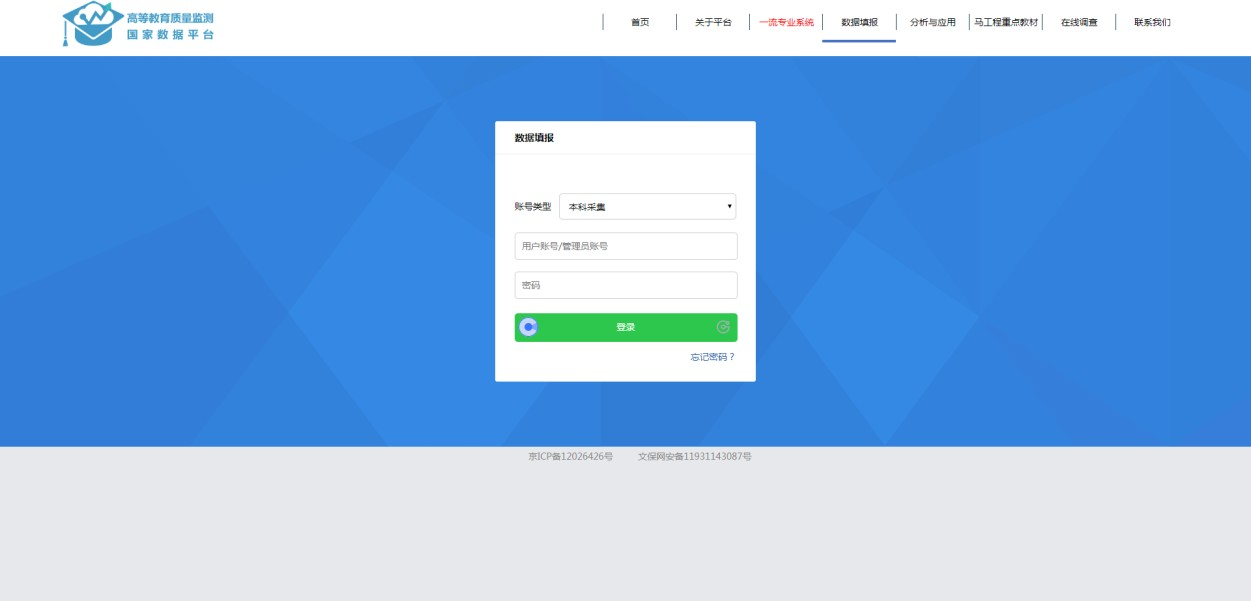 高等教育质量监测
国家数据平台
首页 关于平台 一流专业系统 数据填报 分析与应用 马工程重点教材 在线调查 联系我们
数据填报
账号类型 本科采集
用户账号/管理员账号
密码
登录
忘记密码？
京ICP备12026426号 文保网安备11931143087号